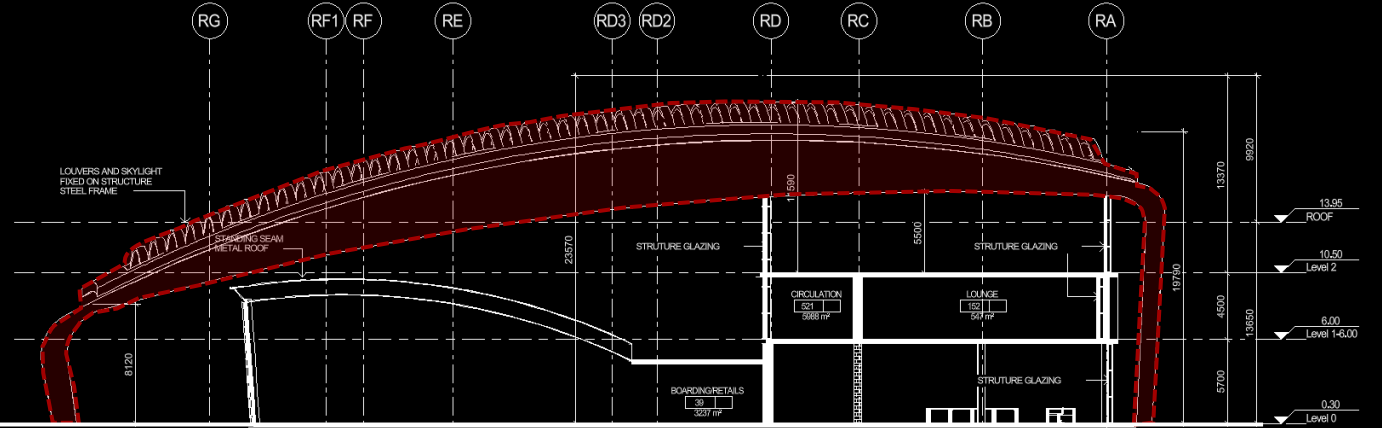 RG
RF1
RF
RE
RD3
RD2
RD
RC
RB
RA
LOUVERS AND SKYLIGHT
FIXED ON STRUCTURE
STEEL FRAME
STANDING SEAM
METAL ROOF
STRUTURE GLAZING
STRUTURE GLAZING
23570
11590
5500
9920
13370
19790
4500
13650
5700
8120
13.95
ROOF
10.50
Level 2
6.00
Level 1-6.00
0.30
Level 0
CIRCULATION
521
5988 m²
LOUNGE
152
547 m²
STRUTURE GLAZING
BOARDING/RETAILS
39
3237 m²